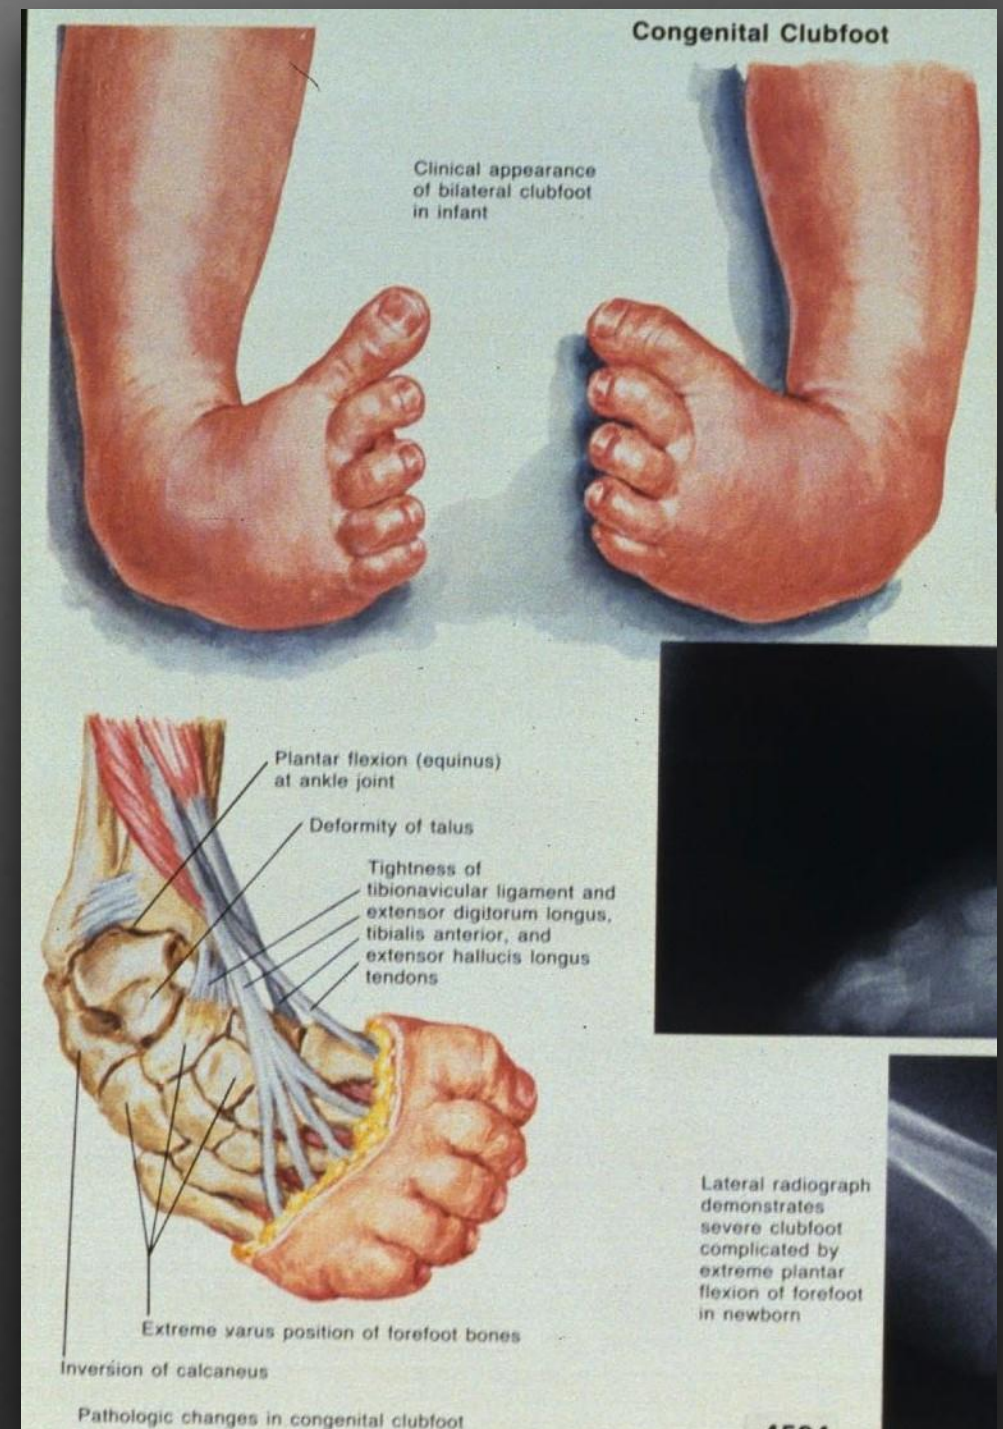 Congenital Clubfoot
Clinical appearance
of bilateral clubfoot
in infant
Plantar flexion (equinus)
at ankle joint
Deformity of talus
Tightness of
tibionavicular ligament and
extensor digitorum longus,
tibialis anterior, and
extensor hallucis longus
tendons
Lateral radiograph
demonstrates
severe clubfoot
complicated by
extreme plantar
flexion of forefoot
in newborn
Extreme varus position of forefoot bones
Inversion of calcaneus
Pathologic changes in congenital clubfoot